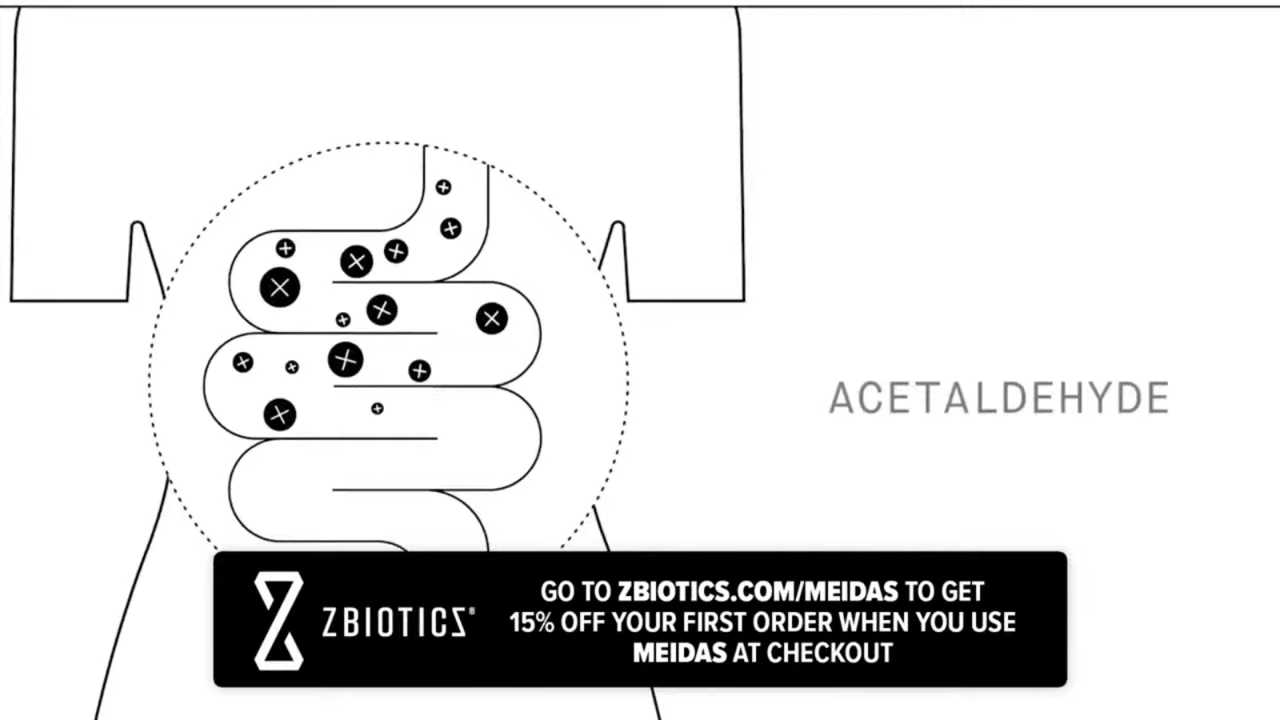 ACETALDEHYDE
ZBIOTICS®
GO TO ZBIOTICS.COM/MEIDAS TO GET
15% OFF YOUR FIRST ORDER WHEN YOU USE
MEIDAS AT CHECKOUT